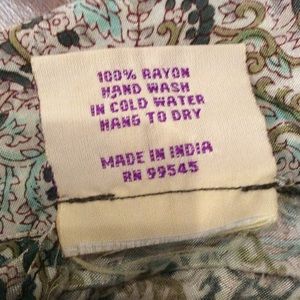 100% RAYON
HAND WASH
IN COLD WATER
HANG TO DRY
MADE IN INDIA
RN 99545